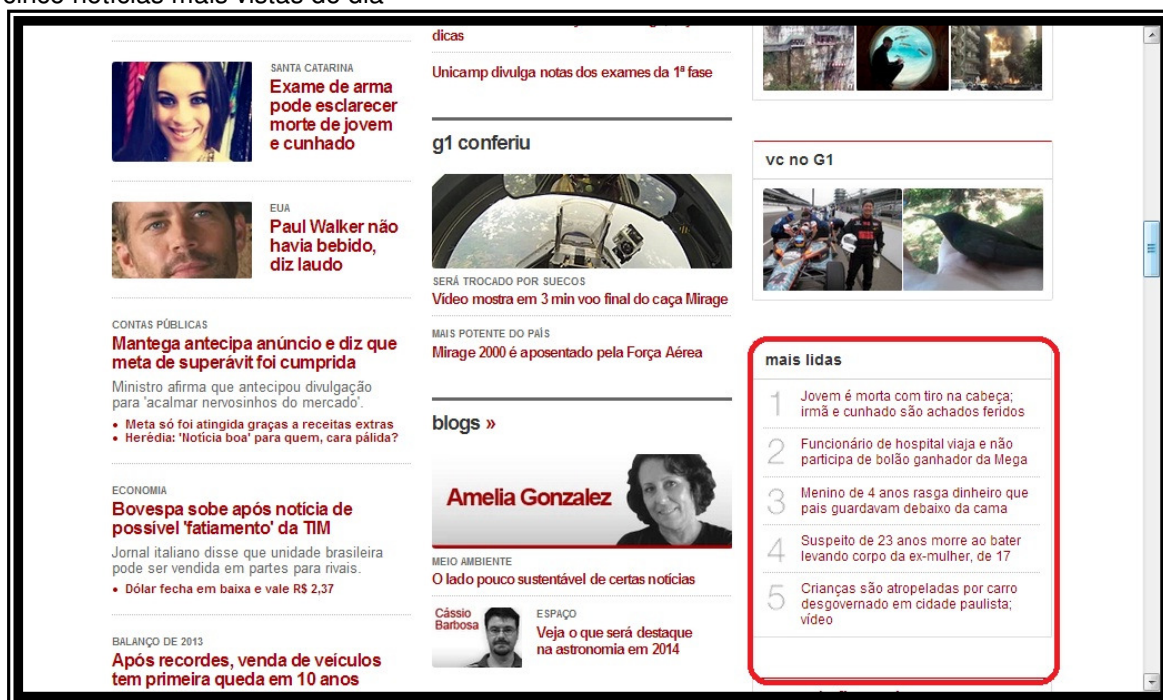 cinco notícias mais vistas do dia
SANTA CATARINA
Exame de arma
pode esclarecer
morte de jovem
e cunhado
EUA
Paul Walker não
havia bebido,
diz laudo
CONTAS PÚBLICAS
Mantega antecipa anúncio e diz que
meta de superávit foi cumprida
Ministro afirma que antecipou divulgação
para 'acalmar nervosinhos do mercado'.
• Meta só foi atingida graças a receitas extras
• Herédia: 'Notícia boa' para quem, cara pálida?
ECONOMIA
Bovespa sobe após notícia de
possível 'fatiamento' da TIM
Jornal italiano disse que unidade brasileira
pode ser vendida em partes para rivais.
• Dólar fecha em baixa e vale R$ 2,37
BALANÇO DE 2013
Após recordes, venda de veículos
tem primeira queda em 10 anos
dicas
Unicamp divulga notas dos exames da 1ª fase
g1 conferiu
SERÁ TROCADO POR SUECOS
Vídeo mostra em 3 min voo final do caça Mirage
MAIS POTENTE DO PAÍS
Mirage 2000 é aposentado pela Força Aérea
blogs »
Amelia Gonzalez
MEIO AMBIENTE
O lado pouco sustentável de certas notícias
Cássio
Barbosa
ESPAÇO
Veja o que será destaque
na astronomia em 2014
vc no G1
mais lidas
1 Jovem é morta com tiro na cabeça;
irmã e cunhado são achados feridos
2 Funcionário de hospital viaja e não
participa de bolão ganhador da Mega
3 Menino de 4 anos rasga dinheiro que
pais guardavam debaixo da cama
4 Suspeito de 23 anos morre ao bater
levando corpo da ex-mulher, de 17
5 Crianças são atropeladas por carro
desgovernado em cidade paulista;
vídeo